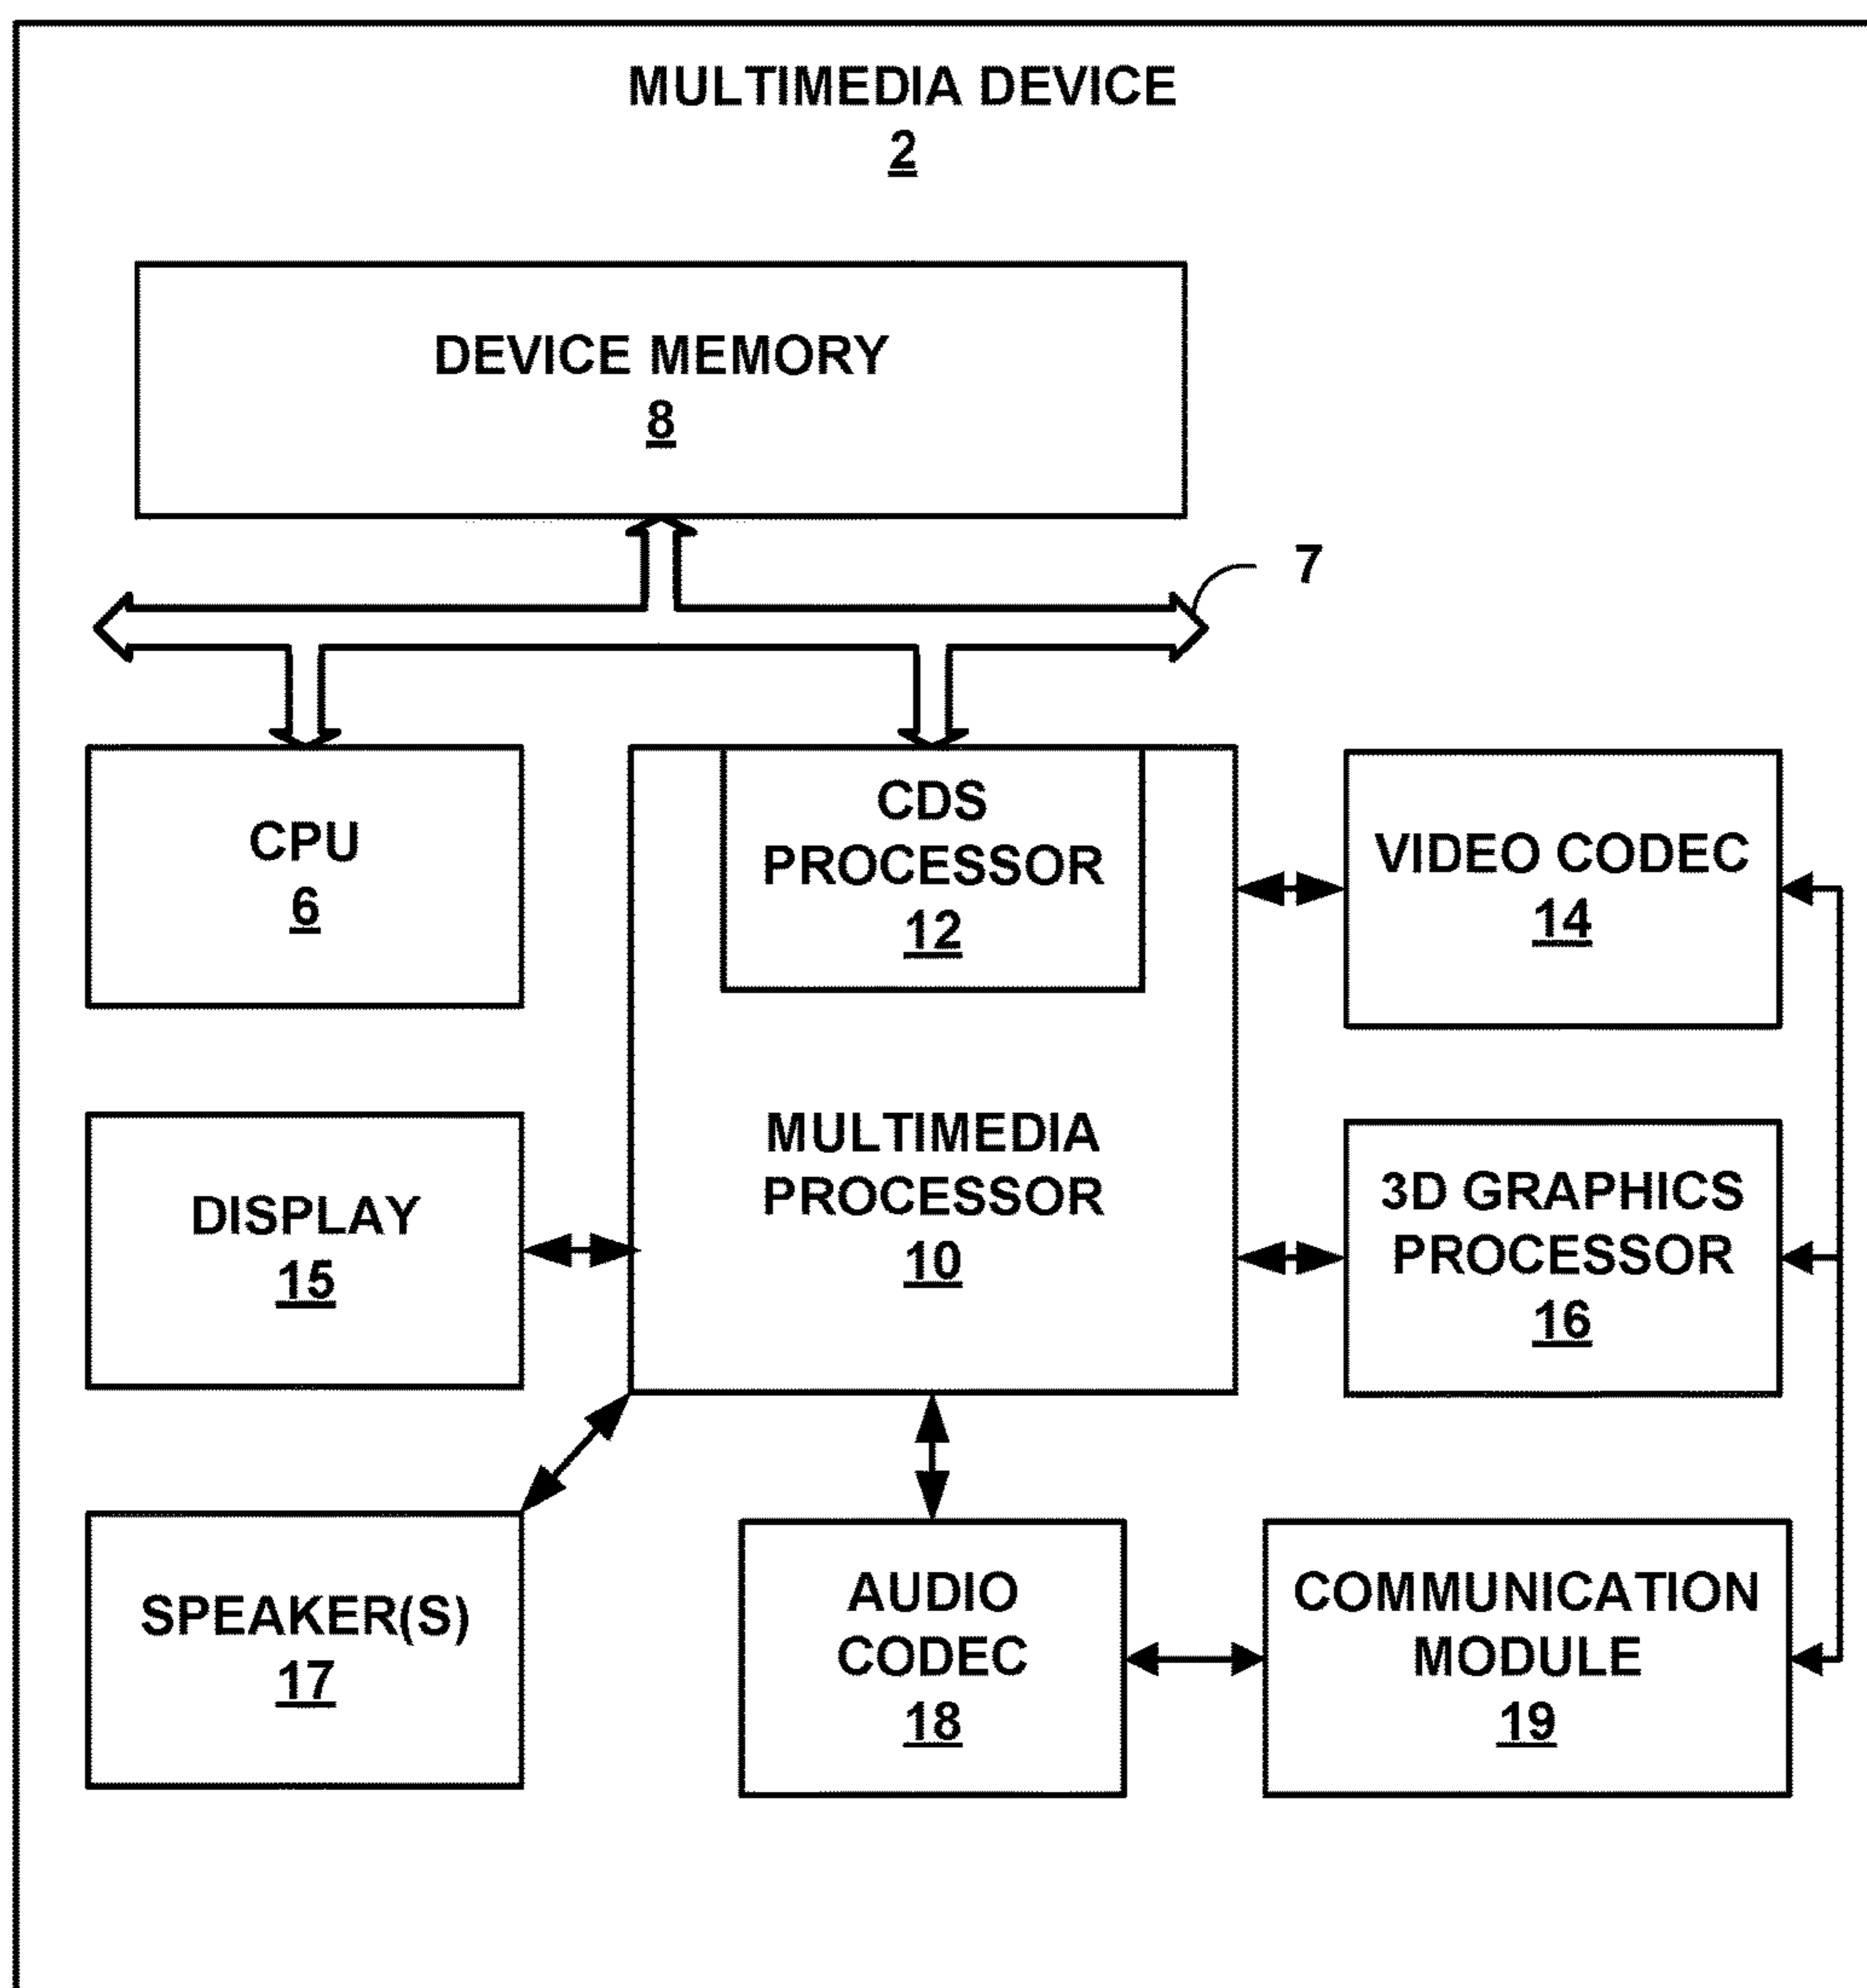 MULTIMEDIA DEVICE
2
DEVICE MEMORY
8
7
CPU
6
CDS
PROCESSOR
12
VIDEO CODEC
14
MULTIMEDIA
PROCESSOR
10
DISPLAY
15
3D GRAPHICS
PROCESSOR
16
SPEAKER(S)
17
AUDIO
CODEC
18
COMMUNICATION
MODULE
19